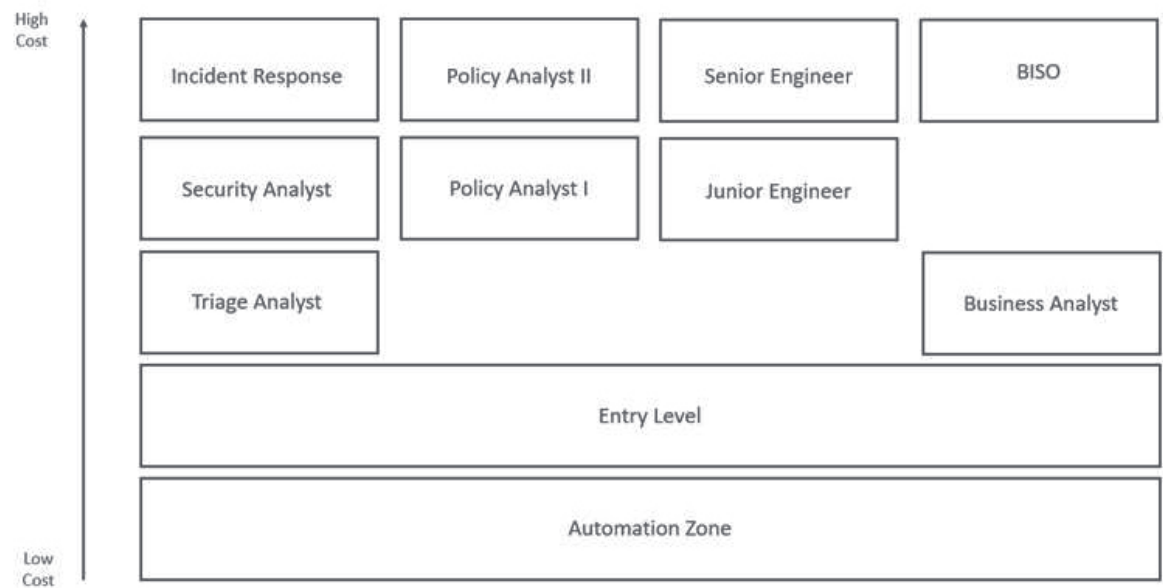 High
Cost
Incident Response
Policy Analyst II
Senior Engineer
BISO
Security Analyst
Policy Analyst I
Junior Engineer
Triage Analyst
Business Analyst
Entry Level
Automation Zone
Low
Cost